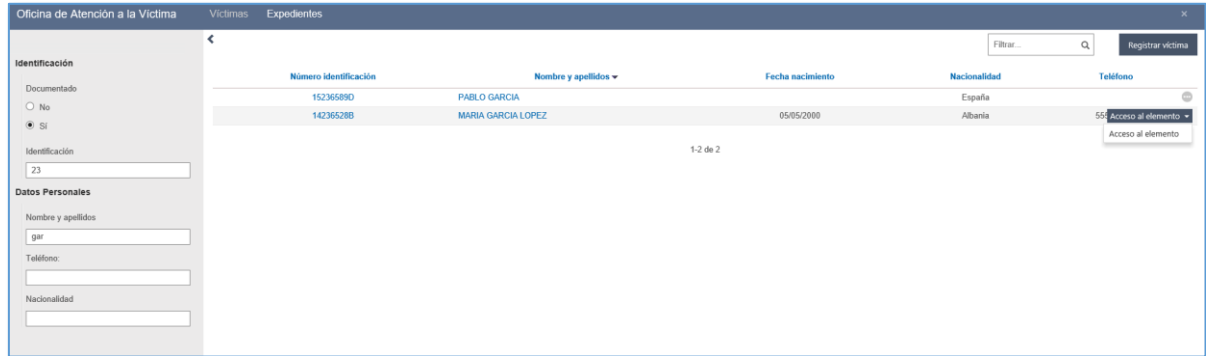 Oficina de Atención a la Víctima Víctimas Expedientes
Filtrar... Registrar víctima
Identificación
Documentado
No
Sí
Identificación
23
Datos Personales
Nombre y apellidos
gar
Teléfono:
Nacionalidad
Número identificación Nombre y apellidos Fecha nacimiento Nacionalidad Teléfono
15236589D PABLO GARCIA España
14236528B MARIA GARCIA LOPEZ 05/05/2000 Albania 555 Acceso al elemento
Acceso al elemento
1-2 de 2